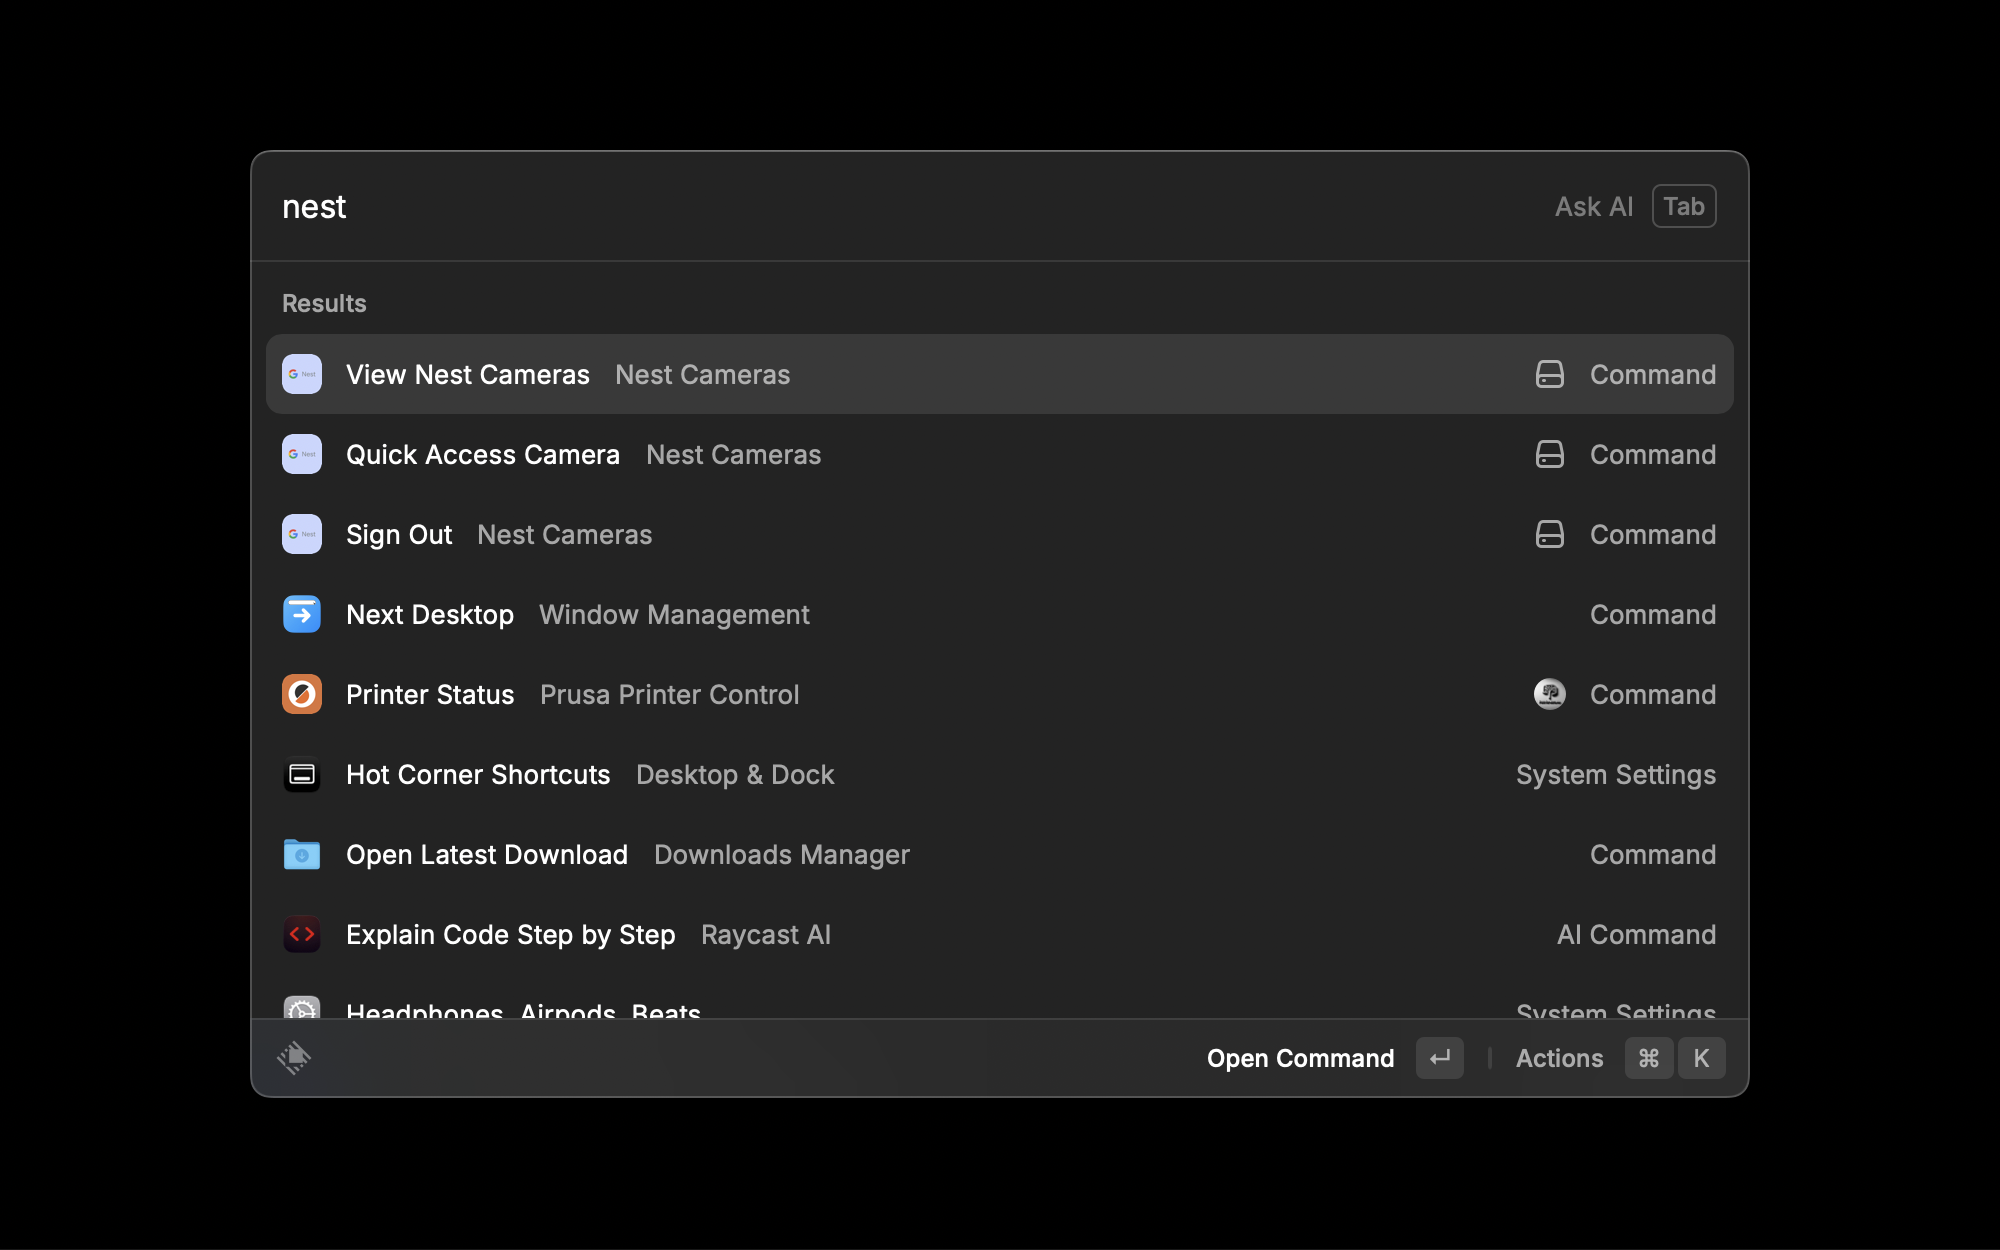 nest Ask AI Tab
Results
View Nest Cameras Nest Cameras Command
Quick Access Camera Nest Cameras Command
Sign Out Nest Cameras Command
Next Desktop Window Management Command
Printer Status Prusa Printer Control Command
Hot Corner Shortcuts Desktop & Dock System Settings
Open Latest Download Downloads Manager Command
Explain Code Step by Step Raycast AI AI Command
Headphones, Airpods, Beats System Settings
Open Command ↵ Actions ⌘ K